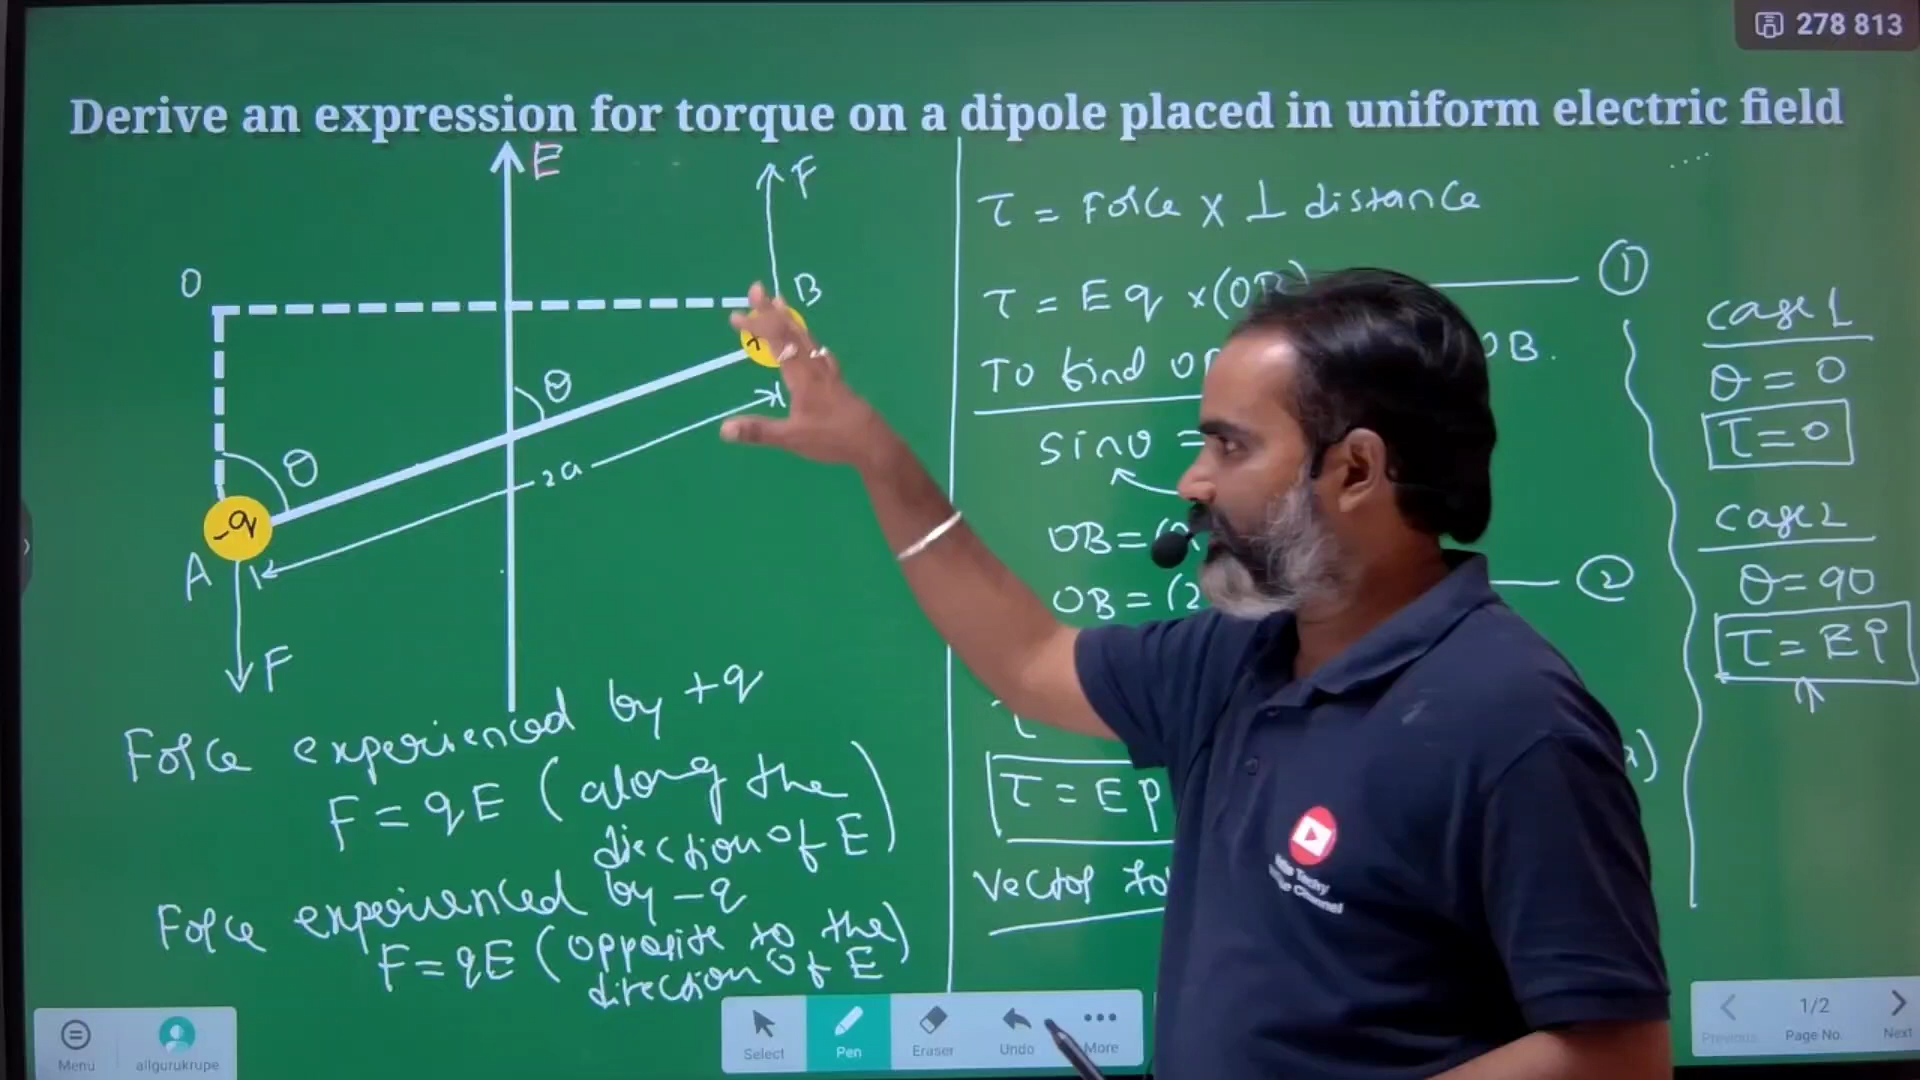 278 813
Derive an expression for torque on a dipole placed in uniform electric field
E
F
O
B
θ
θ
2a
-q
A
F
Force experienced by +q
F = qE (along the
direction of E)
Force experienced by -q
F = qE (opposite to the
direction of E)
τ = Force × ⊥ distance
τ = Eq × (OB)
①
To find
OB.
sinθ =
OB =
OB = (2
②
τ
τ = Ep
Vector
case 1
θ = 0
τ = 0
case 2
θ = 90
τ = EP
Menu
allgurukrupe
Select
Pen
Eraser
Undo
More
Previous
1/2
Page No.
Next